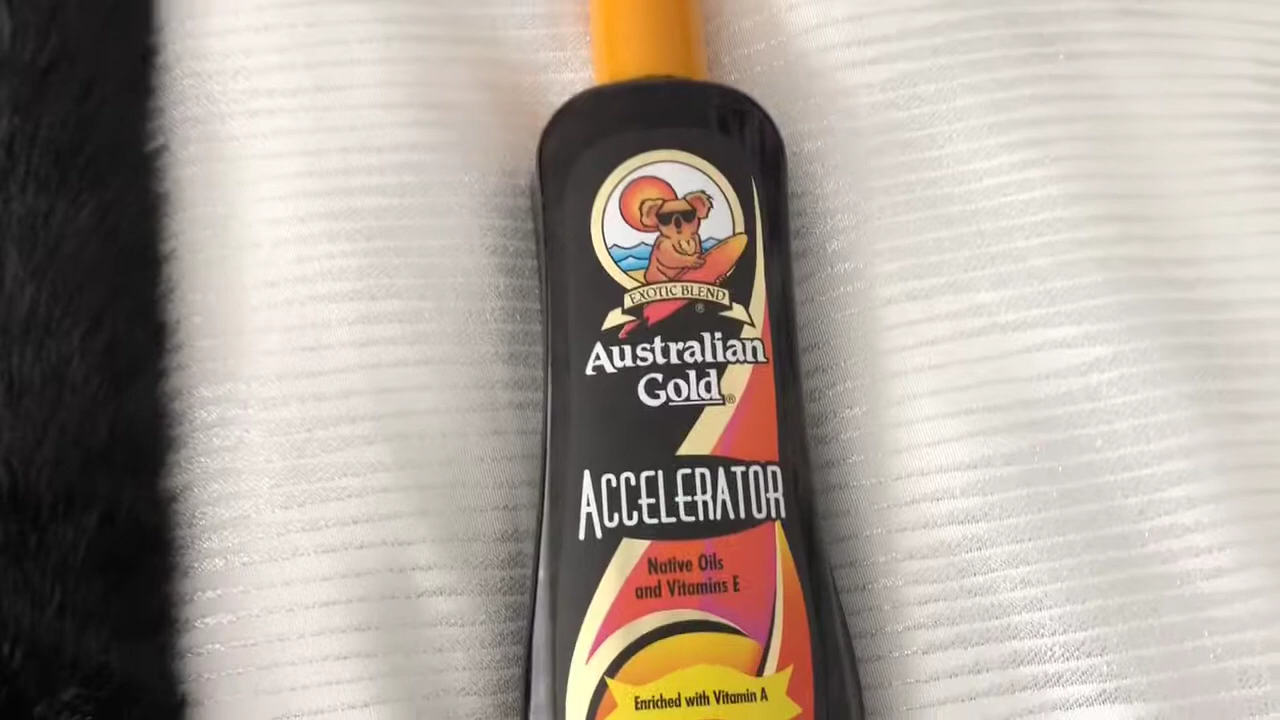 EXOTIC BLEND
®
Australian
Gold®
ACCELERATOR
Native Oils
and Vitamins E
Enriched with Vitamin A